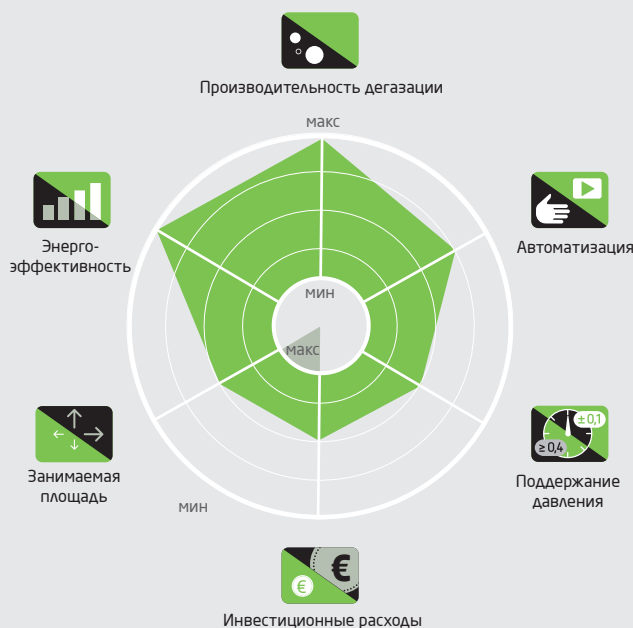 Производительность дегазации
макс
Энерго-
эффективность
Автоматизация
мин
макс
± 0,1
≥ 0,4
Занимаемая
площадь
Поддержание
давления
мин
€
€
Инвестиционные расходы